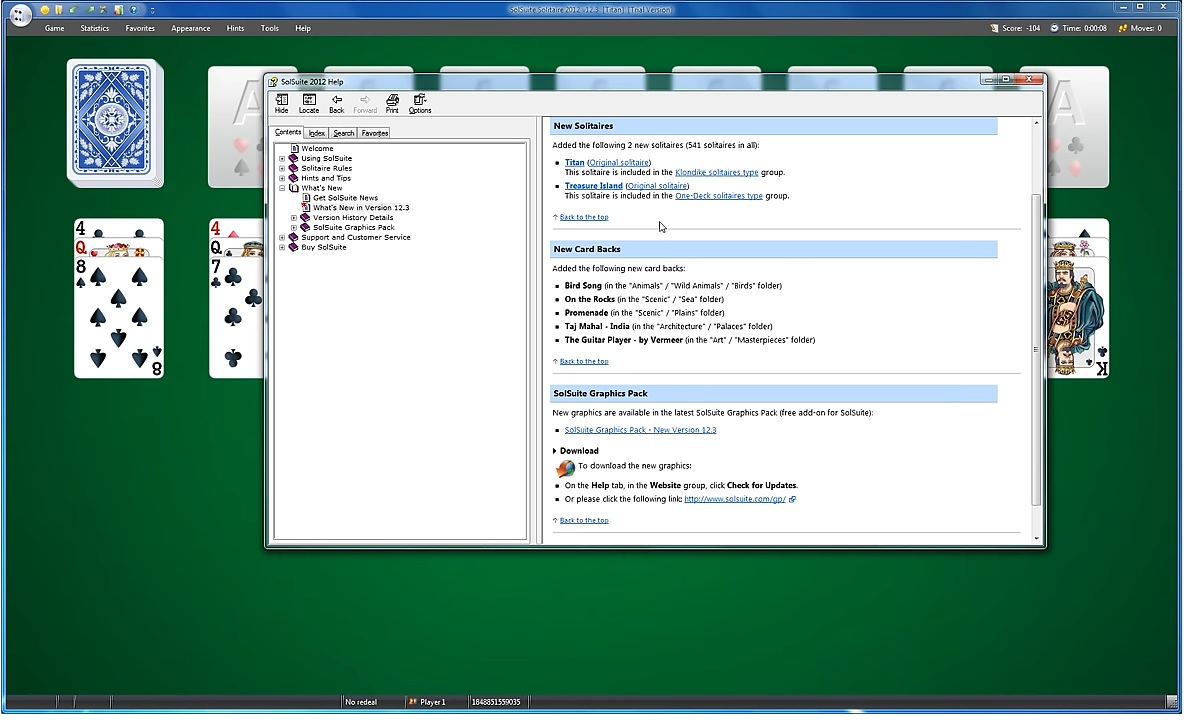 SolSuite Solitaire 2012 v12.3 [Titan] [Trial Version]
Game Statistics Favorites Appearance Hints Tools Help
Score: -104 Time: 0:00:08 Moves: 0
A
A
SolSuite 2012 Help
Hide Locate Back Forward Print Options
Contents Index Search Favorites
Welcome
Using SolSuite
Solitaire Rules
Hints and Tips
What's New
Get SolSuite News
What's New in Version 12.3
Version History Details
SolSuite Graphics Pack
Support and Customer Service
Buy SolSuite
New Solitaires
Added the following 2 new solitaires (541 solitaires in all):
Titan (Original solitaire)
This solitaire is included in the Klondike solitaires type group.
Treasure Island (Original solitaire)
This solitaire is included in the One-Deck solitaires type group.
Back to the top
New Card Backs
Added the following new card backs:
Bird Song (in the "Animals" / "Wild Animals" / "Birds" folder)
On the Rocks (in the "Scenic" / "Sea" folder)
Promenade (in the "Scenic" / "Plains" folder)
Taj Mahal - India (in the "Architecture" / "Palaces" folder)
The Guitar Player - by Vermeer (in the "Art" / "Masterpieces" folder)
Back to the top
SolSuite Graphics Pack
New graphics are available in the latest SolSuite Graphics Pack (free add-on for SolSuite):
SolSuite Graphics Pack - New Version 12.3
Download
To download the new graphics:
On the Help tab, in the Website group, click Check for Updates.
Or please click the following link: http://www.solsuite.com/gp/
Back to the top
4
Q
8
8
4
Q
7
K
No redeal Player 1 1848851559035